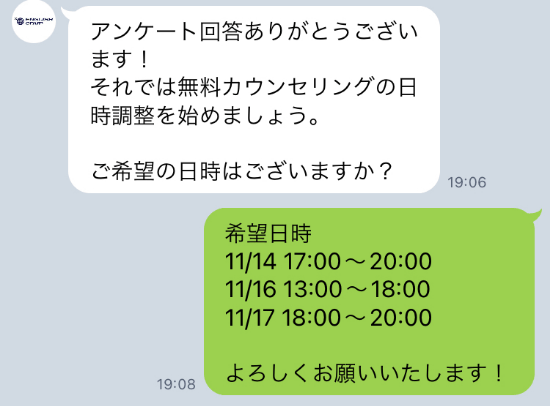 アンケート回答ありがとうござい
ます！
それでは無料カウンセリングの日
時調整を始めましょう。
ご希望の日時はございますか？
19:06
希望日時
11/14 17:00〜20:00
11/16 13:00〜18:00
11/17 18:00〜20:00
よろしくお願いいたします！
19:08